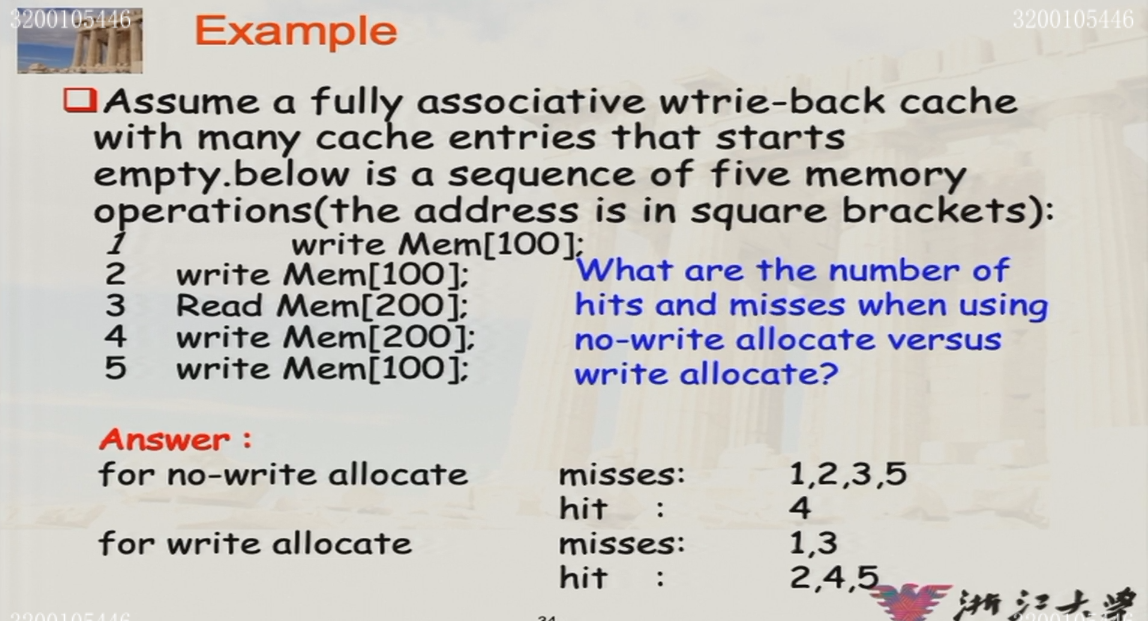 3200105446
3200105446
Example
Assume a fully associative wtrie-back cache
with many cache entries that starts
empty.below is a sequence of five memory
operations(the address is in square brackets):
1 write Mem[100];
2 write Mem[100];
3 Read Mem[200];
4 write Mem[200];
5 write Mem[100];
What are the number of
hits and misses when using
no-write allocate versus
write allocate?
Answer :
for no-write allocate misses: 1,2,3,5
hit : 4
for write allocate misses: 1,3
hit : 2,4,5
浙江大学